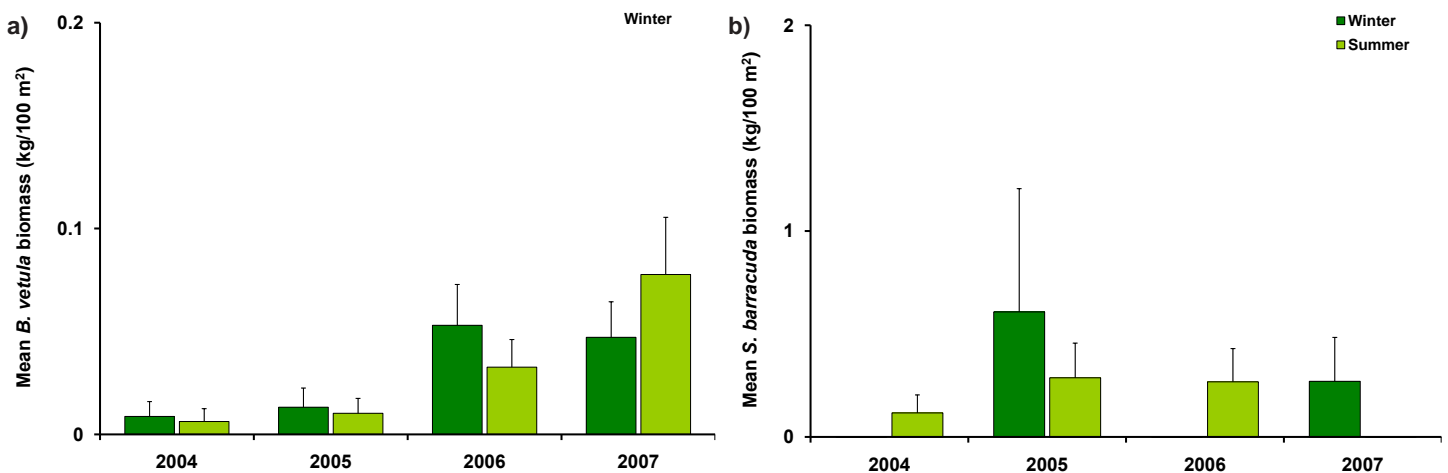 a)
Mean B. vetula biomass (kg/100 m²)
0.2
0.1
0
Winter
2004 2005 2006 2007
b)
Mean S. barracuda biomass (kg/100 m²)
2
1
0
Winter
Summer
2004 2005 2006 2007